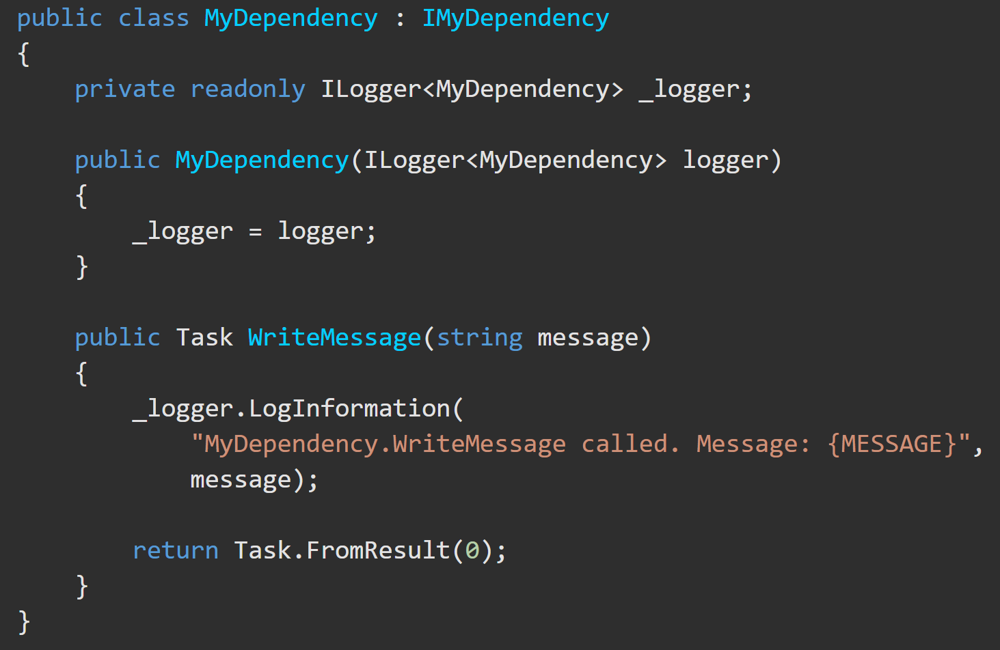 public class MyDependency : IMyDependency
{
    private readonly ILogger<MyDependency> _logger;

    public MyDependency(ILogger<MyDependency> logger)
    {
        _logger = logger;
    }

    public Task WriteMessage(string message)
    {
        _logger.LogInformation(
            "MyDependency.WriteMessage called. Message: {MESSAGE}",
            message);

        return Task.FromResult(0);
    }
}